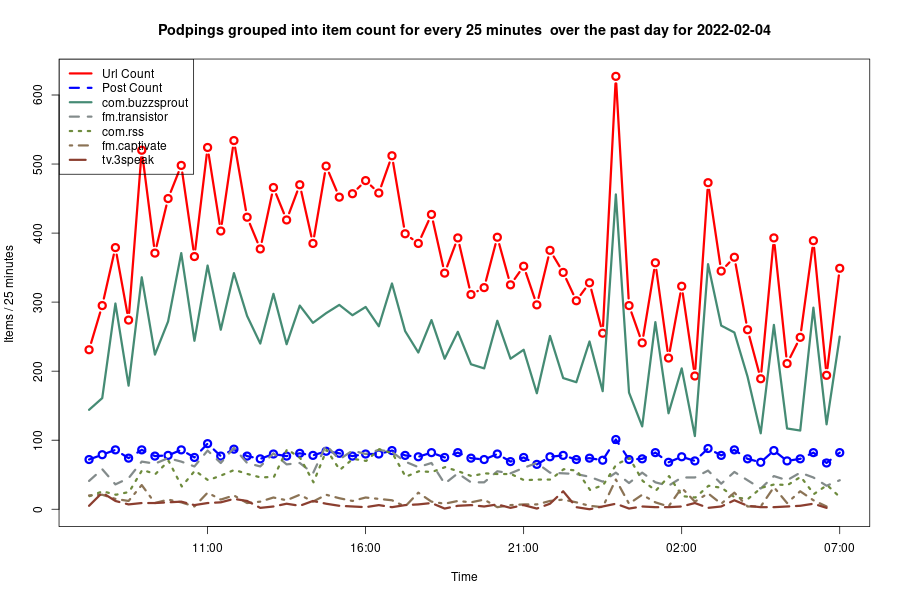 Podpings grouped into item count for every 25 minutes  over the past day for 2022-02-04
Url Count
Post Count
com.buzzsprout
fm.transistor
com.rss
fm.captivate
tv.3speak
Items / 25 minutes
600
500
400
300
200
100
0
11:00
16:00
21:00
02:00
07:00
Time